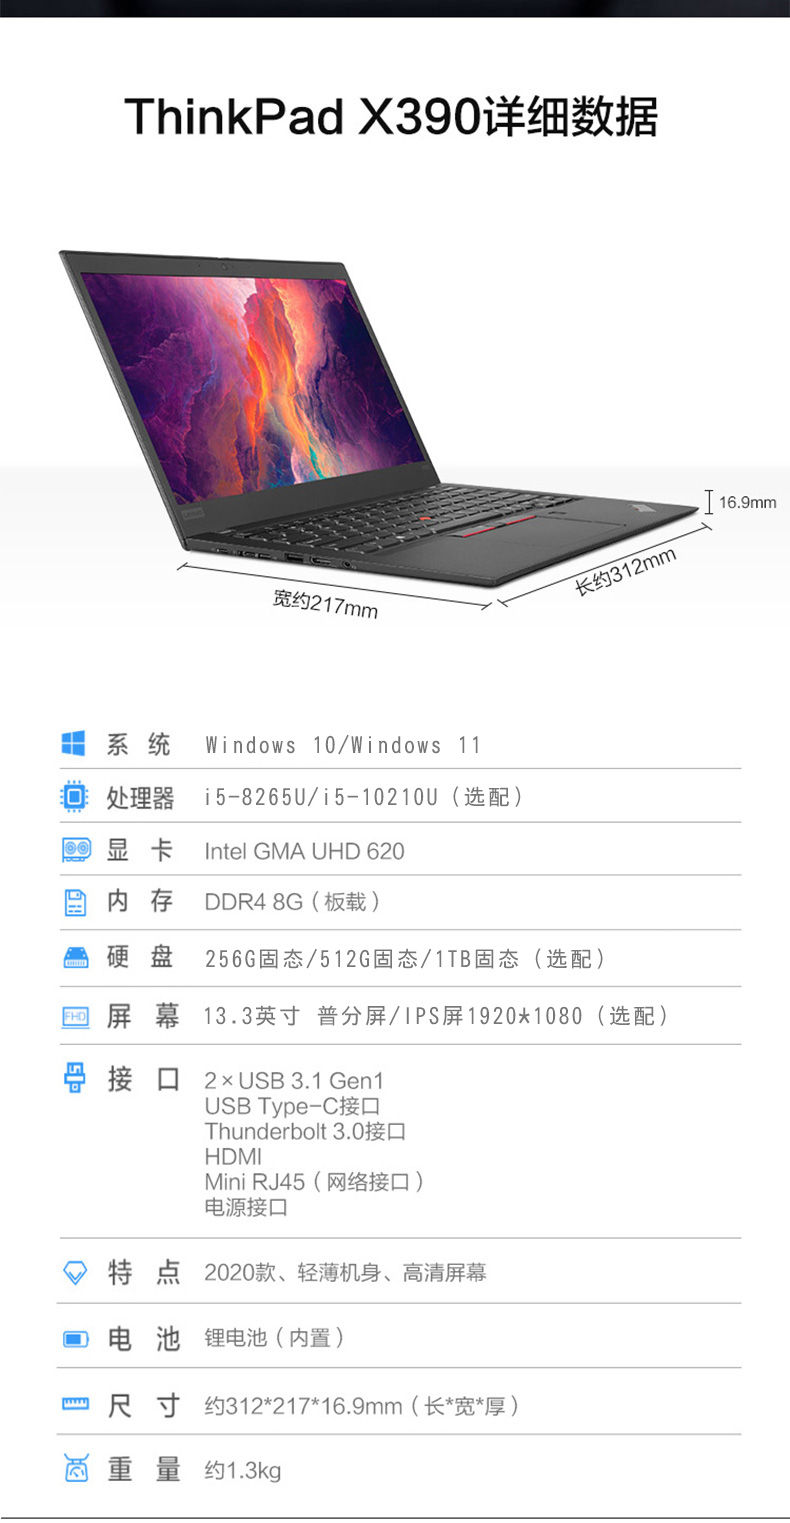 ThinkPad X390详细数据
16.9mm
长约312mm
宽约217mm
系 统 Windows 10/Windows 11
处理器 i5-8265U/i5-10210U（选配）
显 卡 Intel GMA UHD 620
内 存 DDR4 8G（板载）
硬 盘 256G固态/512G固态/1TB固态（选配）
FHD 屏 幕 13.3英寸 普分屏/IPS屏1920*1080（选配）
接 口 2×USB 3.1 Gen1
USB Type-C接口
Thunderbolt 3.0接口
HDMI
Mini RJ45（网络接口）
电源接口
特 点 2020款、轻薄机身、高清屏幕
电 池 锂电池（内置）
尺 寸 约312*217*16.9mm（长*宽*厚）
重 量 约1.3kg